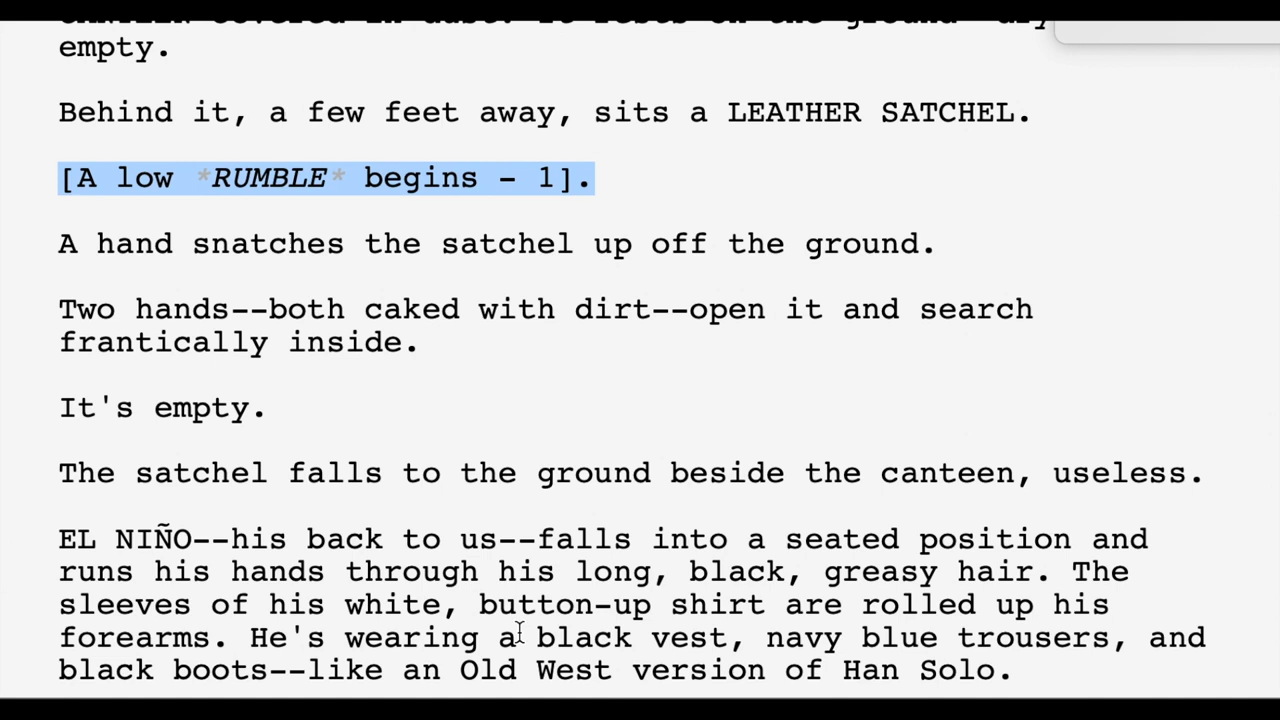 empty.
Behind it, a few feet away, sits a LEATHER SATCHEL.
[A low *RUMBLE* begins - 1].
A hand snatches the satchel up off the ground.
Two hands--both caked with dirt--open it and search
frantically inside.
It's empty.
The satchel falls to the ground beside the canteen, useless.
EL NIÑO--his back to us--falls into a seated position and
runs his hands through his long, black, greasy hair. The
sleeves of his white, button-up shirt are rolled up his
forearms. He's wearing a black vest, navy blue trousers, and
black boots--like an Old West version of Han Solo.